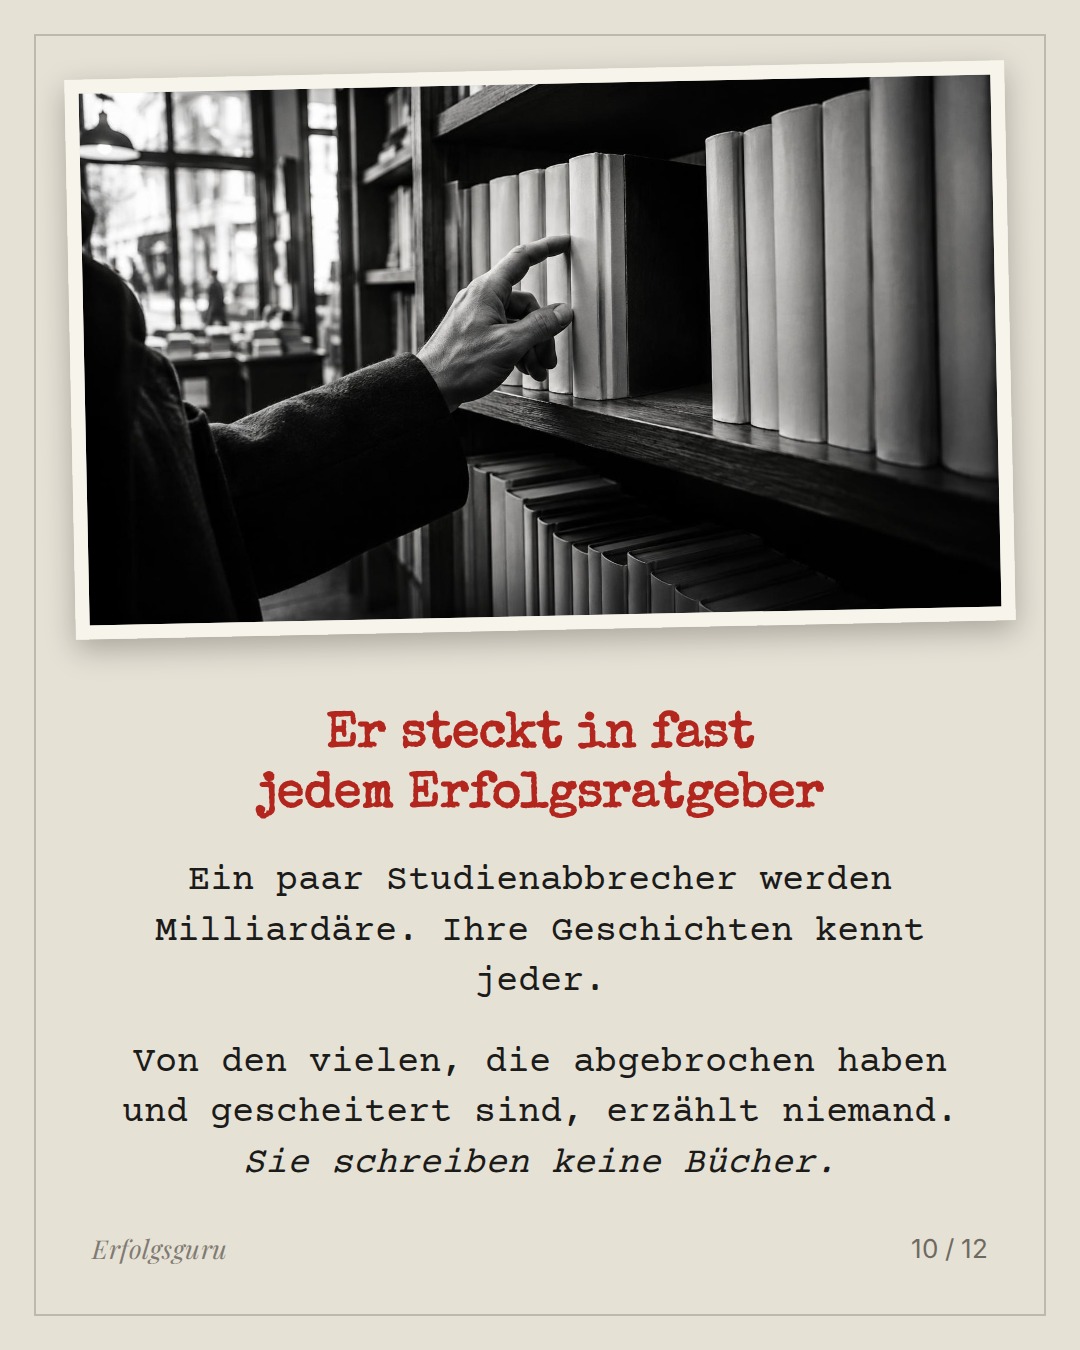 Er steckt in fast
jedem Erfolgsratgeber
Ein paar Studienabbrecher werden
Milliardäre. Ihre Geschichten kennt
jeder.
Von den vielen, die abgebrochen haben
und gescheitert sind, erzählt niemand.
Sie schreiben keine Bücher.
Erfolgsguru
10 / 12